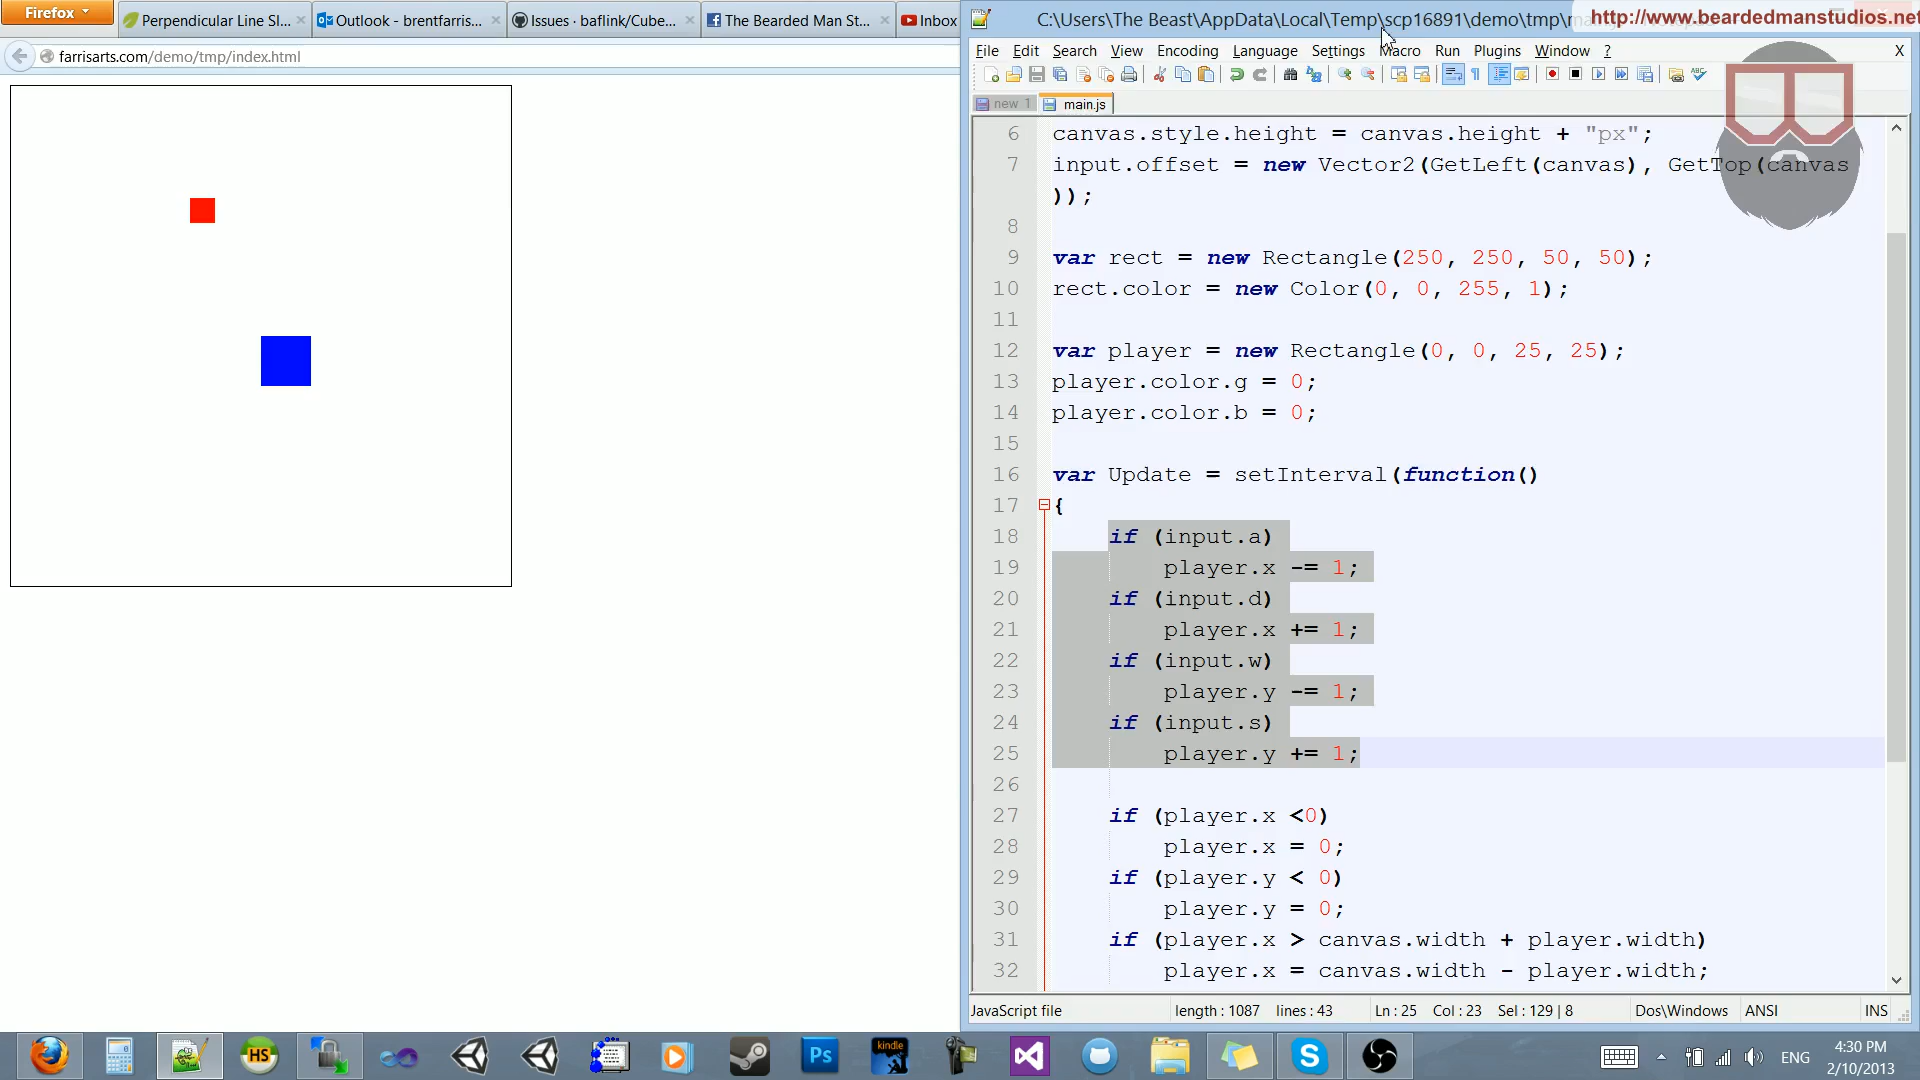 Firefox
Perpendicular Line Sl...
Outlook - brentfarris...
Issues · baflink/Cube...
The Bearded Man St...
Inbox
C:\Users\The Beast\AppData\Local\Temp\scp16891\demo\tmp\
http://www.beardedmanstudios.net
farrisarts.com/demo/tmp/index.html
File Edit Search View Encoding Language Settings Macro Run Plugins Window ? X
new 1
main.js
6 canvas.style.height = canvas.height + "px";
7 input.offset = new Vector2(GetLeft(canvas), GetTop(canvas
));
8
9 var rect = new Rectangle(250, 250, 50, 50);
10 rect.color = new Color(0, 0, 255, 1);
11
12 var player = new Rectangle(0, 0, 25, 25);
13 player.color.g = 0;
14 player.color.b = 0;
15
16 var Update = setInterval(function()
17 {
18 if (input.a)
19 player.x -= 1;
20 if (input.d)
21 player.x += 1;
22 if (input.w)
23 player.y -= 1;
24 if (input.s)
25 player.y += 1;
26
27 if (player.x <0)
28 player.x = 0;
29 if (player.y < 0)
30 player.y = 0;
31 if (player.x > canvas.width + player.width)
32 player.x = canvas.width - player.width;
JavaScript file length : 1087 lines : 43 Ln : 25 Col : 23 Sel : 129 | 8 Dos\Windows ANSI INS
HS
Ps
kindle
ENG
4:30 PM
2/10/2013